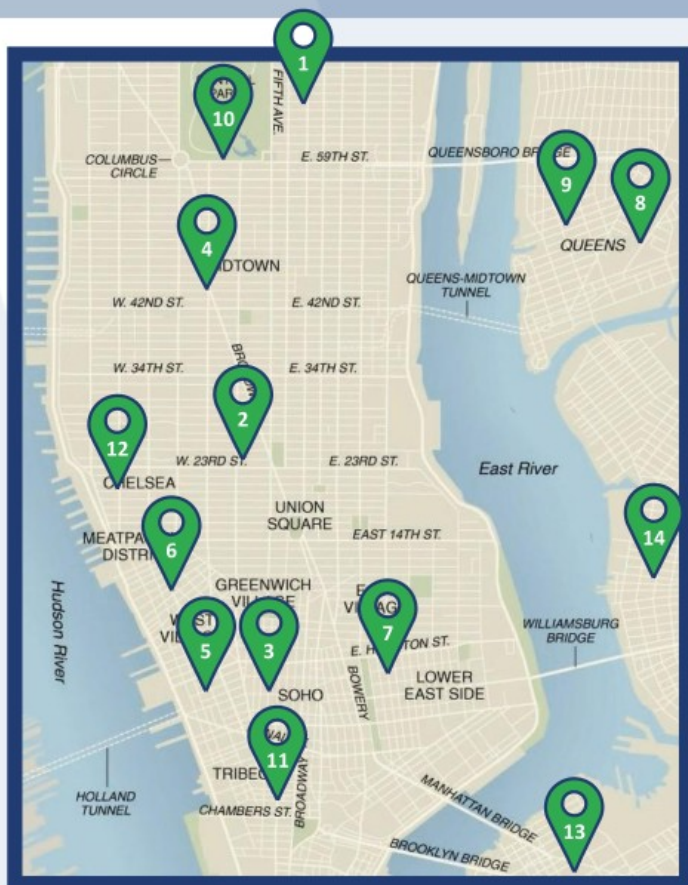 1
FIFTH AVE.
PARK
10
COLUMBUS
CIRCLE
E. 59TH ST.
QUEENSBORO BRIDGE
9
8
QUEENS
4
MIDTOWN
QUEENS-MIDTOWN
TUNNEL
W. 42ND ST.
E. 42ND ST.
W. 34TH ST.
E. 34TH ST.
2
12
W. 23RD ST.
E. 23RD ST.
CHELSEA
East River
UNION
SQUARE
EAST 14TH ST.
6
14
Hudson River
GREENWICH
5
3
7
WILLIAMSBURG
BRIDGE
SOHO
BOWERY
LOWER
EAST SIDE
11
HOLLAND
TUNNEL
CHAMBERS ST.
BROADWAY
MANHATTAN BRIDGE
BROOKLYN BRIDGE
13